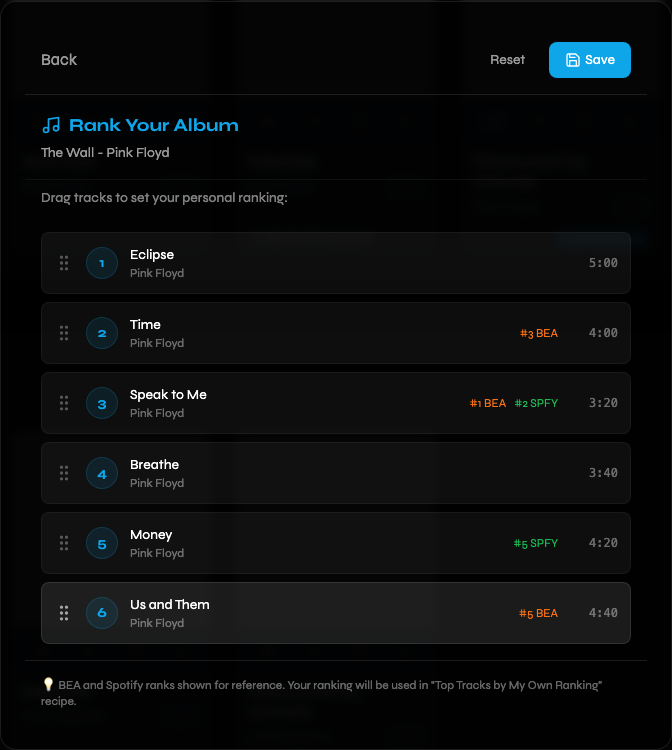 Back
Reset
Save
Rank Your Album
The Wall - Pink Floyd
Drag tracks to set your personal ranking:
1
Eclipse
Pink Floyd
5:00
2
Time
Pink Floyd
#3 BEA
4:00
3
Speak to Me
Pink Floyd
#1 BEA #2 SPFY
3:20
4
Breathe
Pink Floyd
3:40
5
Money
Pink Floyd
#5 SPFY
4:20
6
Us and Them
Pink Floyd
#5 BEA
4:40
💡 BEA and Spotify ranks shown for reference. Your ranking will be used in "Top Tracks by My Own Ranking"
recipe.